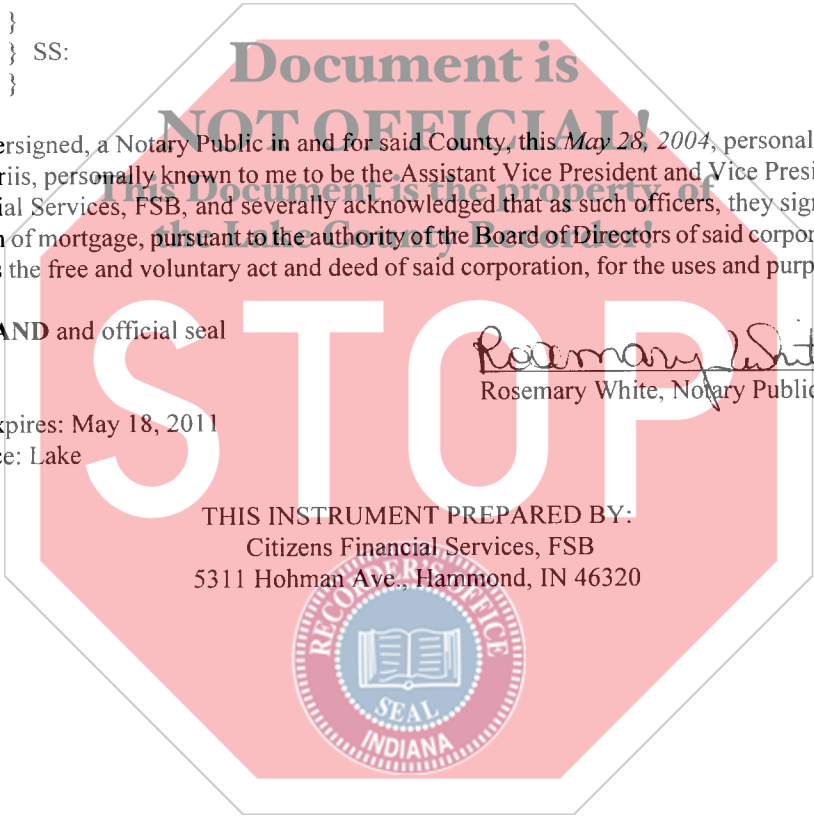 }
} SS:
}
Document is
NOT OFFICIAL!
This Document is the property of
the Lake County Recorder!
ersigned, a Notary Public in and for said County, this May 28, 2004, personal
riis, personally known to me to be the Assistant Vice President and Vice Presi
ial Services, FSB, and severally acknowledged that as such officers, they sign
n of mortgage, pursuant to the authority of the Board of Directors of said corpor
s the free and voluntary act and deed of said corporation, for the uses and purp
AND and official seal
Rosemary Whit
Rosemary White, Notary Public
xpires: May 18, 2011
ce: Lake
STOP
THIS INSTRUMENT PREPARED BY:
Citizens Financial Services, FSB
5311 Hohman Ave., Hammond, IN 46320
RECORDER'S OFFICE
SEAL
INDIANA